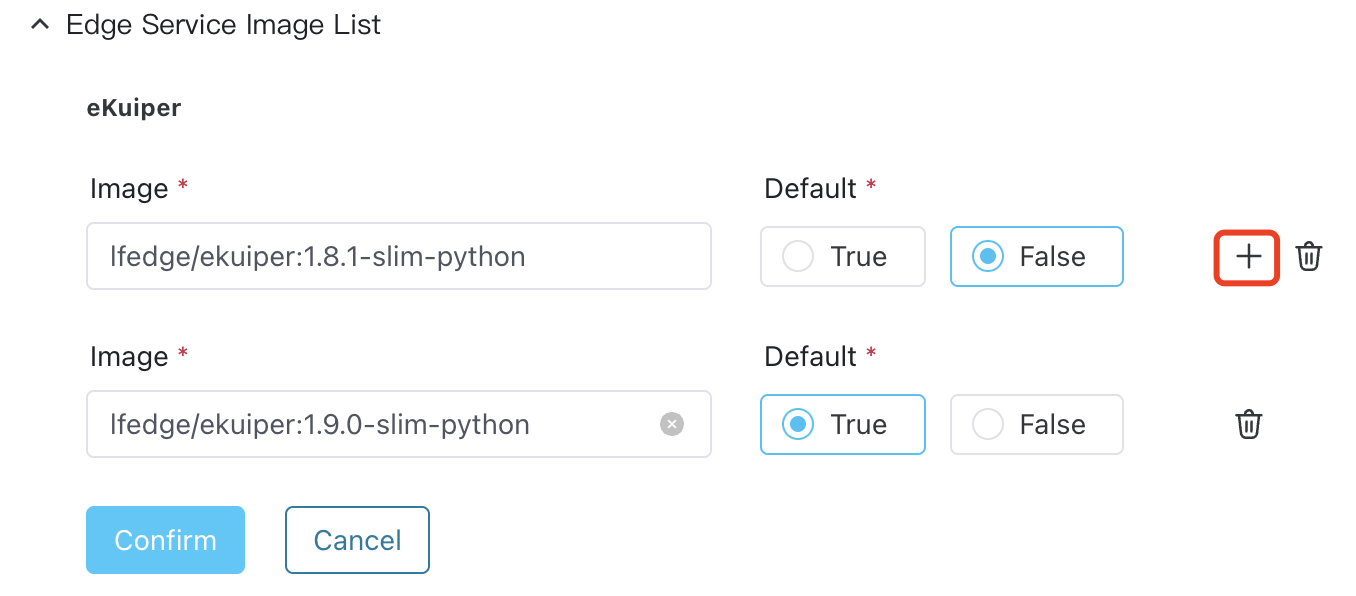 Edge Service Image List
eKuiper
Image * Default *
lfedge/ekuiper:1.8.1-slim-python True False
Image * Default *
lfedge/ekuiper:1.9.0-slim-python True False
Confirm Cancel